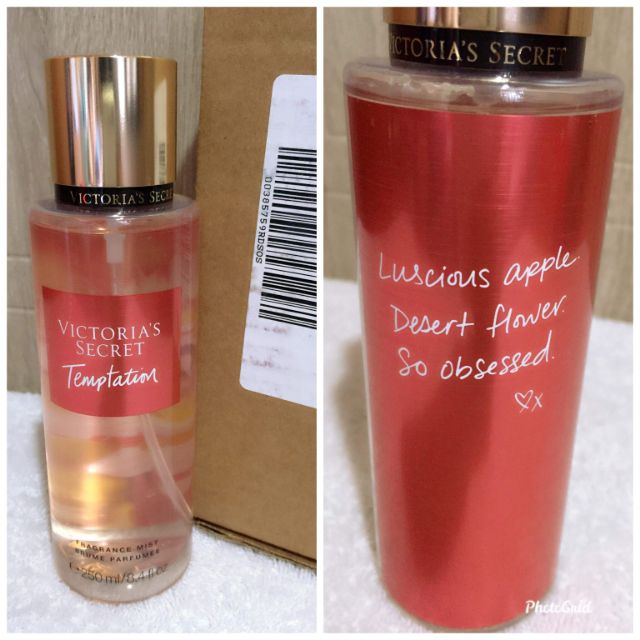 VICTORIA'S SECRET
VICTORIA'S
SECRET
Temptation
FRAGRANCE MIST
BRUME PARFUMÉE
250 ml/8.4 fl oz
VICTORIA'S SECRET
Luscious apple.
Desert flower.
So obsessed.
x
PhotoGrid